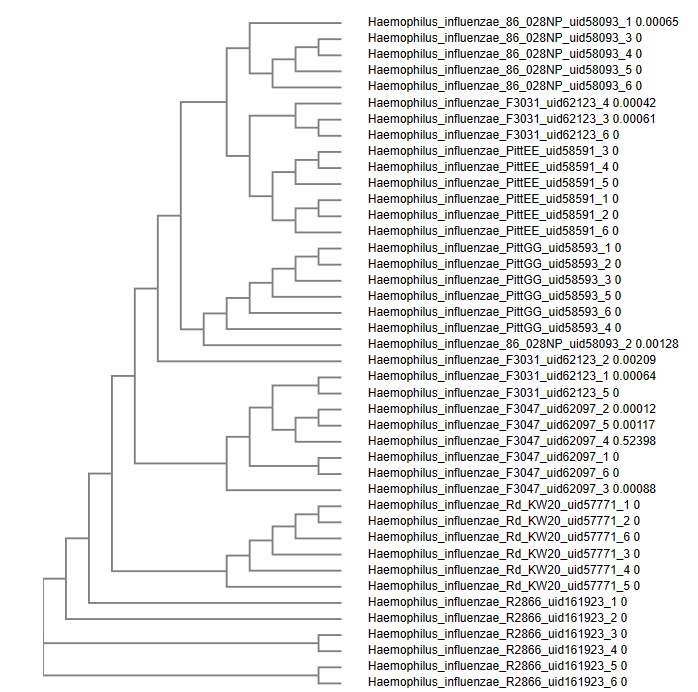 Haemophilus_influenzae_86_028NP_uid58093_1 0.00065
Haemophilus_influenzae_86_028NP_uid58093_3 0
Haemophilus_influenzae_86_028NP_uid58093_4 0
Haemophilus_influenzae_86_028NP_uid58093_5 0
Haemophilus_influenzae_86_028NP_uid58093_6 0
Haemophilus_influenzae_F3031_uid62123_4 0.00042
Haemophilus_influenzae_F3031_uid62123_3 0.00061
Haemophilus_influenzae_F3031_uid62123_6 0
Haemophilus_influenzae_PittEE_uid58591_3 0
Haemophilus_influenzae_PittEE_uid58591_4 0
Haemophilus_influenzae_PittEE_uid58591_5 0
Haemophilus_influenzae_PittEE_uid58591_1 0
Haemophilus_influenzae_PittEE_uid58591_2 0
Haemophilus_influenzae_PittEE_uid58591_6 0
Haemophilus_influenzae_PittGG_uid58593_1 0
Haemophilus_influenzae_PittGG_uid58593_2 0
Haemophilus_influenzae_PittGG_uid58593_3 0
Haemophilus_influenzae_PittGG_uid58593_5 0
Haemophilus_influenzae_PittGG_uid58593_6 0
Haemophilus_influenzae_PittGG_uid58593_4 0
Haemophilus_influenzae_86_028NP_uid58093_2 0.00128
Haemophilus_influenzae_F3031_uid62123_2 0.00209
Haemophilus_influenzae_F3031_uid62123_1 0.00064
Haemophilus_influenzae_F3031_uid62123_5 0
Haemophilus_influenzae_F3047_uid62097_2 0.00012
Haemophilus_influenzae_F3047_uid62097_5 0.00117
Haemophilus_influenzae_F3047_uid62097_4 0.52398
Haemophilus_influenzae_F3047_uid62097_1 0
Haemophilus_influenzae_F3047_uid62097_6 0
Haemophilus_influenzae_F3047_uid62097_3 0.00088
Haemophilus_influenzae_Rd_KW20_uid57771_1 0
Haemophilus_influenzae_Rd_KW20_uid57771_2 0
Haemophilus_influenzae_Rd_KW20_uid57771_6 0
Haemophilus_influenzae_Rd_KW20_uid57771_3 0
Haemophilus_influenzae_Rd_KW20_uid57771_4 0
Haemophilus_influenzae_Rd_KW20_uid57771_5 0
Haemophilus_influenzae_R2866_uid161923_1 0
Haemophilus_influenzae_R2866_uid161923_2 0
Haemophilus_influenzae_R2866_uid161923_3 0
Haemophilus_influenzae_R2866_uid161923_4 0
Haemophilus_influenzae_R2866_uid161923_5 0
Haemophilus_influenzae_R2866_uid161923_6 0